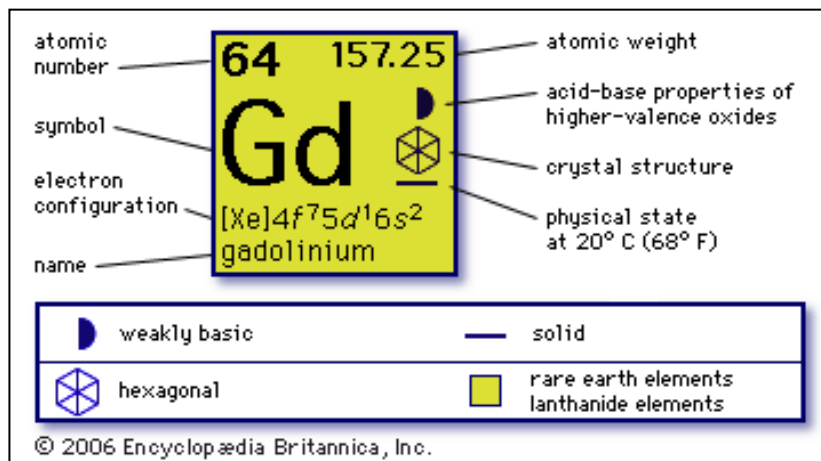 atomic
number
symbol
electron
configuration
name
64 157.25
Gd
[Xe]4f⁷5d¹6s²
gadolinium
atomic weight
acid-base properties of
higher-valence oxides
crystal structure
physical state
at 20° C (68° F)
weakly basic
solid
hexagonal
rare earth elements
lanthanide elements
© 2006 Encyclopædia Britannica, Inc.